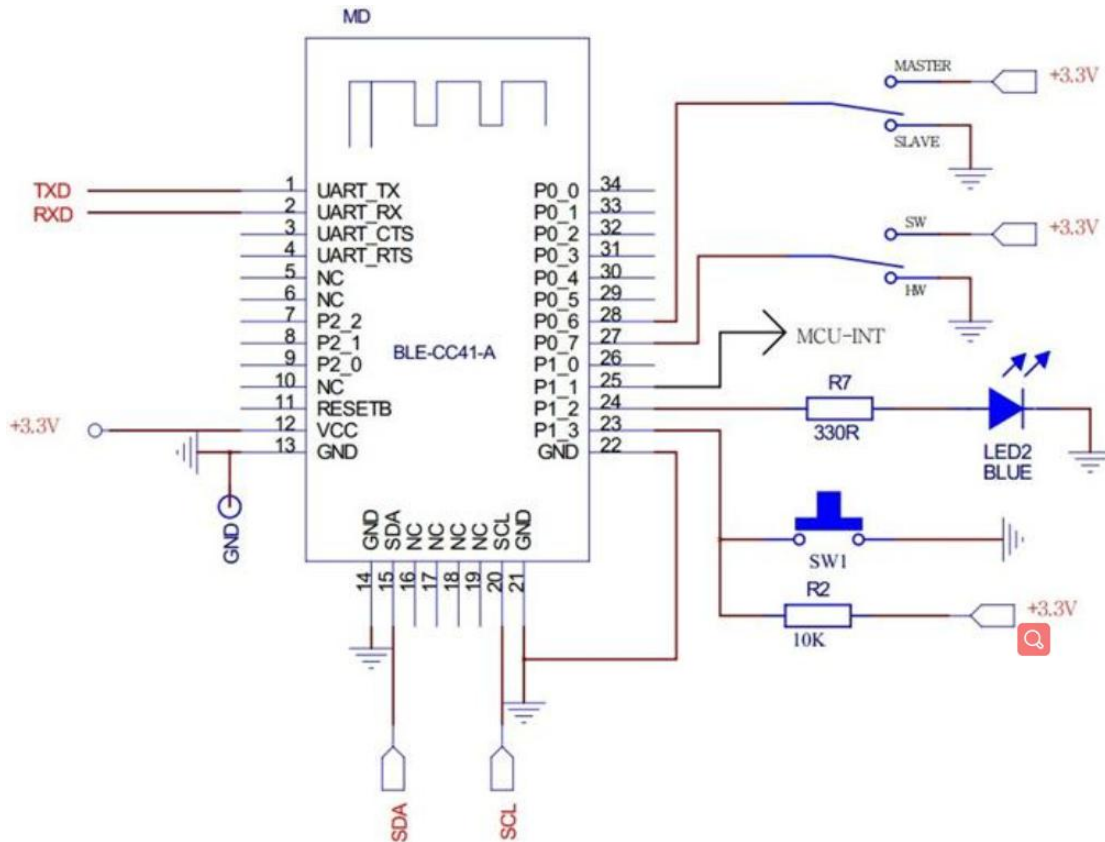 MD
MASTER
+3.3V
SLAVE
TXD
RXD
1 UART_TX
2 UART_RX
3 UART_CTS
4 UART_RTS
5 NC
6 NC
7 P2_2
8 P2_1
9 P2_0
10 NC
11 RESETB
12 VCC
13 GND
BLE-CC41-A
P0_0 34
P0_1 33
P0_2 32
P0_3 31
P0_4 30
P0_5 29
P0_6 28
P0_7 27
P1_0 26
P1_1 25
P1_2 24
P1_3 23
GND 22
SW
+3.3V
HW
MCU-INT
R7
330R
LED2
BLUE
+3.3V
GND
GND 14
SDA 15
NC 16
NC 17
NC 18
NC 19
SCL 20
GND 21
SW1
R2
10K
+3.3V
SDA
SCL